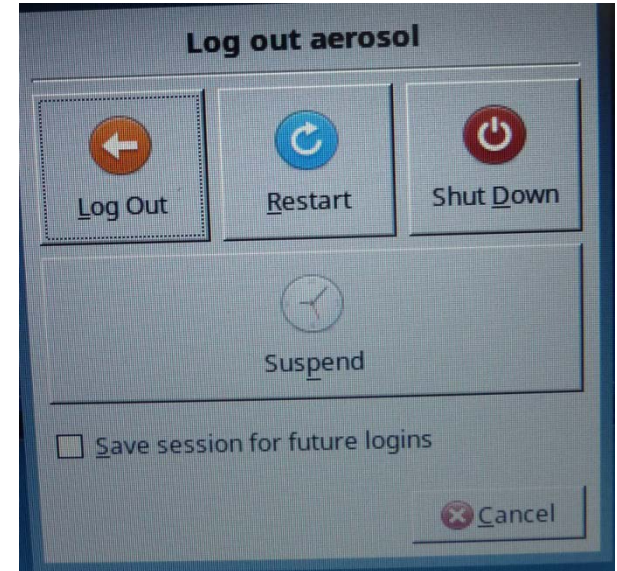 Log out aerosol
Log Out
Restart
Shut Down
Suspend
Save session for future logins
Cancel